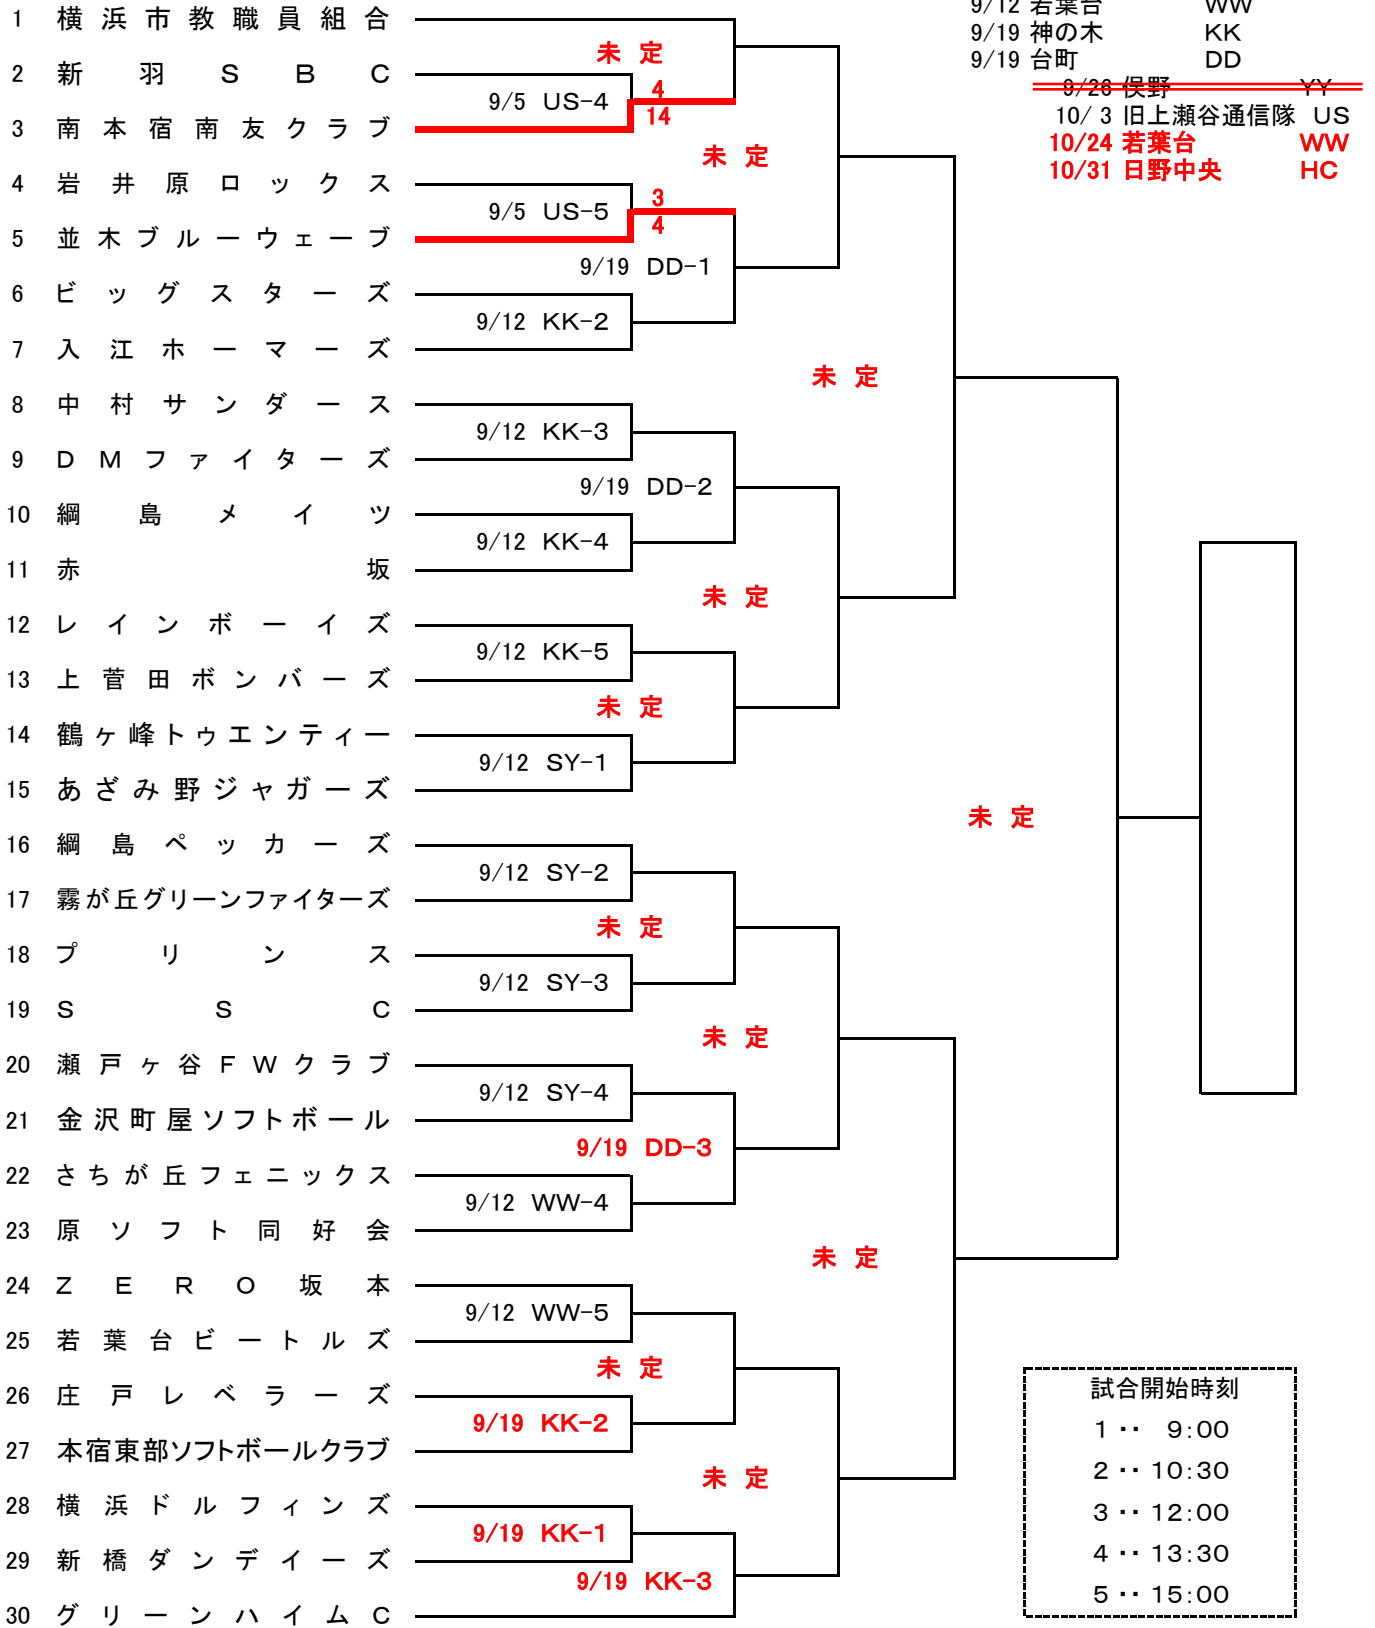 9/12 若葉台 WW
9/19 神の木 KK
9/19 台町 DD
9/26 俣野 YY
10/ 3 旧上瀬谷通信隊 US
10/24 若葉台 WW
10/31 日野中央 HC
1 横浜市教職員組合
未 定
2 新羽SBC
9/5 US-4
4
14
3 南本宿南友クラブ
未 定
4 岩井原ロックス
9/5 US-5
3
4
5 並木ブルーウェーブ
9/19 DD-1
6 ビッグスターズ
9/12 KK-2
7 入江ホーマーズ
未 定
8 中村サンダース
9/12 KK-3
9 DMファイターズ
9/19 DD-2
10 綱島メイツ
9/12 KK-4
11 赤坂
未 定
12 レインボーイズ
9/12 KK-5
13 上菅田ボンバーズ
未 定
14 鶴ヶ峰トゥエンティー
9/12 SY-1
15 あざみ野ジャガーズ
未 定
16 綱島ペッカーズ
9/12 SY-2
17 霧が丘グリーンファイターズ
未 定
18 プリンス
9/12 SY-3
19 SSC
未 定
20 瀬戸ヶ谷FWクラブ
9/12 SY-4
21 金沢町屋ソフトボール
9/19 DD-3
22 さちが丘フェニックス
9/12 WW-4
23 原ソフト同好会
未 定
24 ZERO坂本
9/12 WW-5
25 若葉台ビートルズ
未 定
26 庄戸レベラーズ
9/19 KK-2
27 本宿東部ソフトボールクラブ
未 定
28 横浜ドルフィンズ
9/19 KK-1
29 新橋ダンデイーズ
9/19 KK-3
30 グリーンハイムC
試合開始時刻
1 ‥ 9:00
2 ‥ 10:30
3 ‥ 12:00
4 ‥ 13:30
5 ‥ 15:00